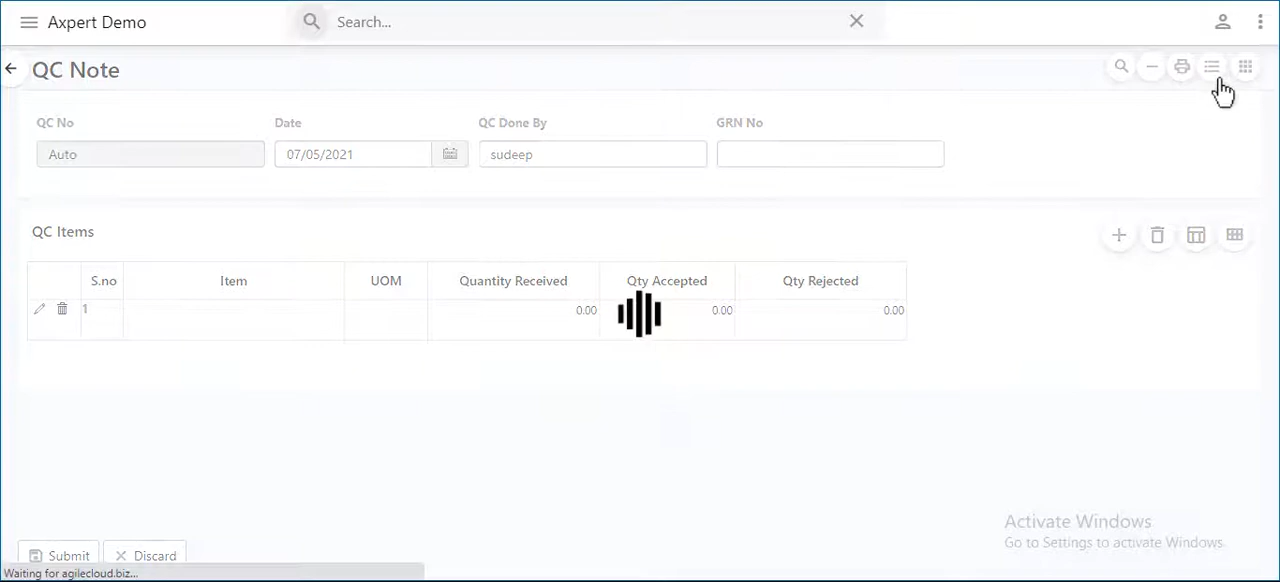 Axpert Demo
Search...
QC Note
QC No
Date
QC Done By
GRN No
Auto
07/05/2021
sudeep
QC Items
S.no
Item
UOM
Quantity Received
Qty Accepted
Qty Rejected
1
0.00
0.00
0.00
Activate Windows
Go to Settings to activate Windows.
Submit
Discard
Waiting for agilecloud.biz...